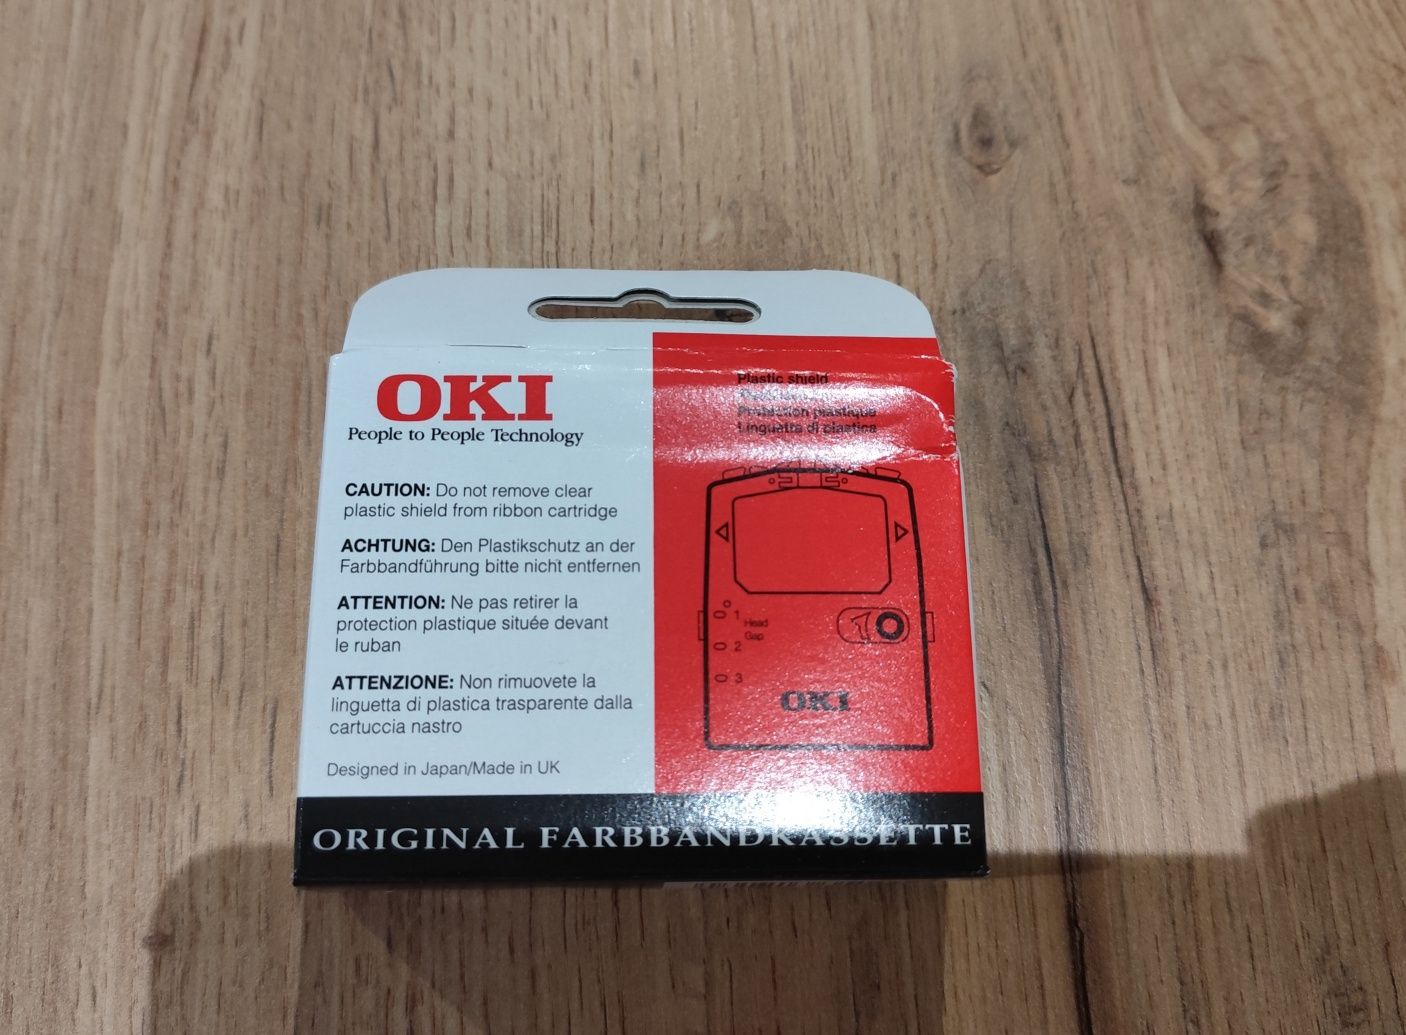 OKI
People to People Technology
CAUTION: Do not remove clear
plastic shield from ribbon cartridge
ACHTUNG: Den Plastikschutz an der
Farbbandführung bitte nicht entfernen
ATTENTION: Ne pas retirer la
protection plastique située devant
le ruban
ATTENZIONE: Non rimuovete la
linguetta di plastica trasparente dalla
cartuccia nastro
Designed in Japan/Made in UK
Plastic shield
Protection plastique
Linguetta di plastica
1
Head
Gap
2
3
OKI
ORIGINAL FARBBANDKASSETTE